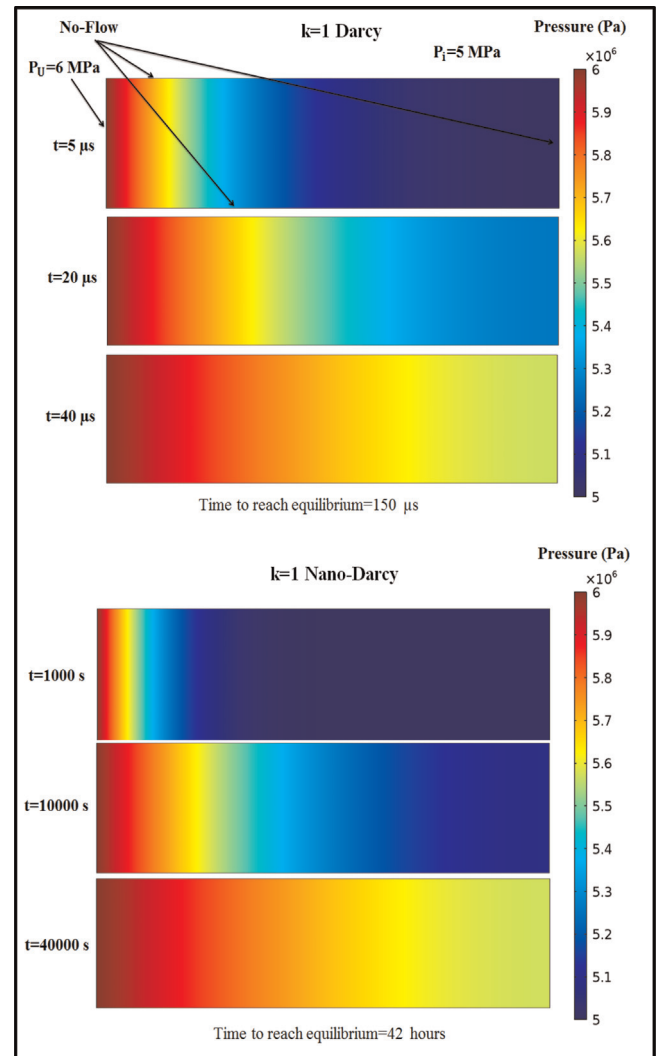 Pressure (Pa)
No-Flow
k=1 Darcy
×10⁶
P_U=6 MPa
P_i=5 MPa
6
t=5 µs
5.9
5.8
5.7
t=20 µs
5.6
5.5
5.4
5.3
t=40 µs
5.2
5.1
5
Time to reach equilibrium=150 µs
Pressure (Pa)
k=1 Nano-Darcy
×10⁶
6
t=1000 s
5.9
5.8
5.7
t=10000 s
5.6
5.5
5.4
5.3
t=40000 s
5.2
5.1
5
Time to reach equilibrium=42 hours